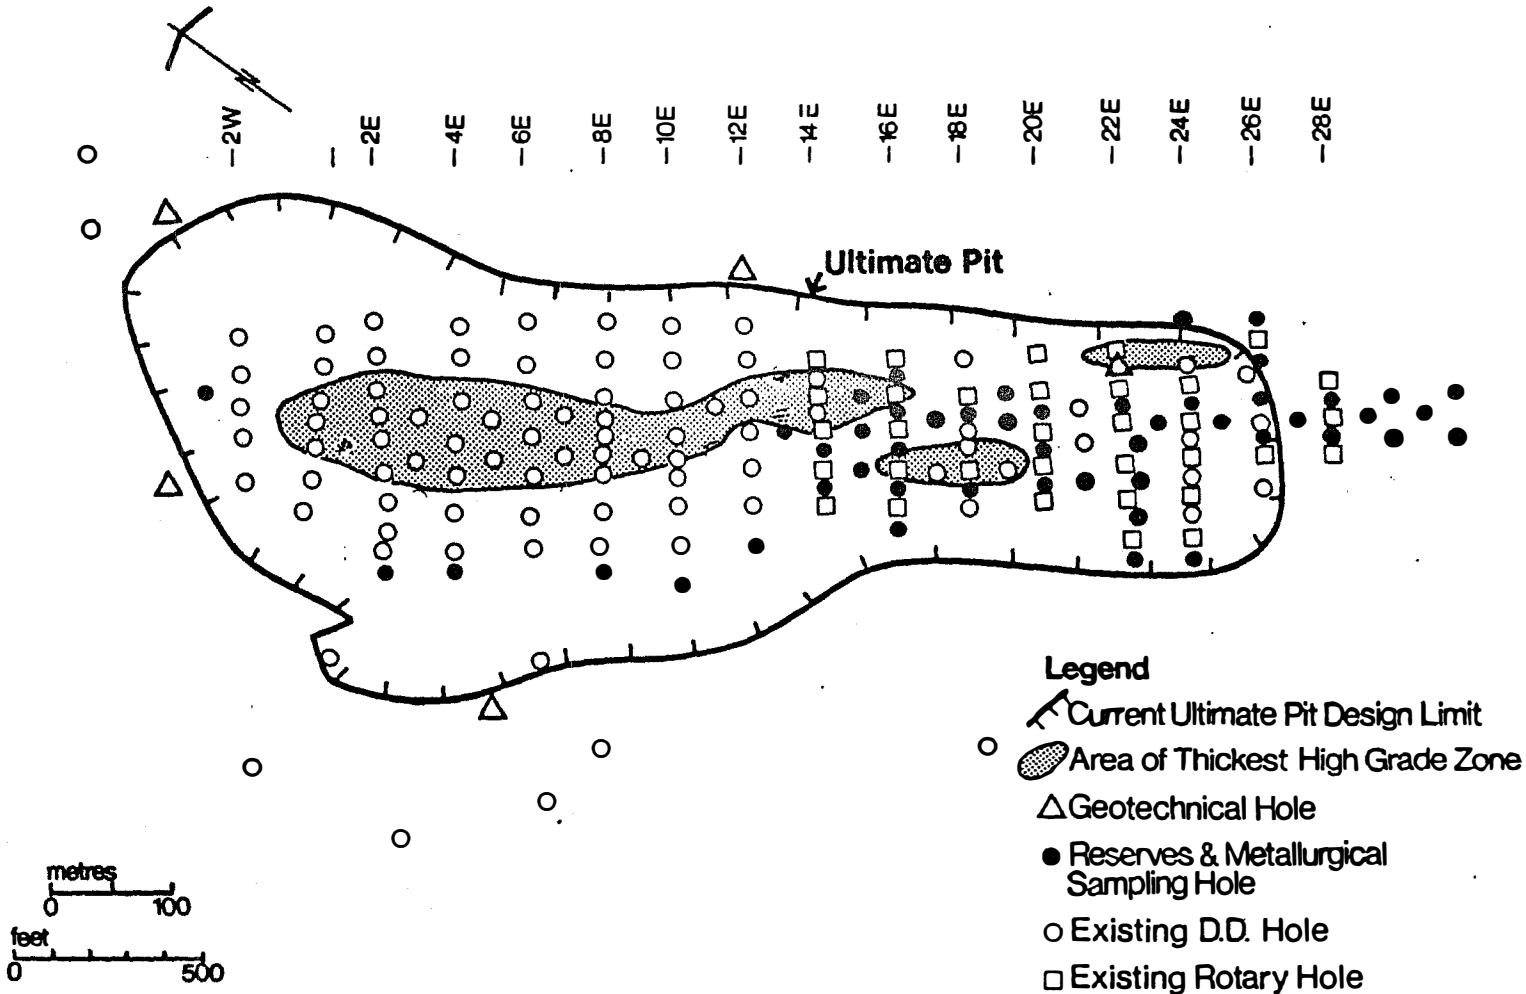 N
—2W
—
—2E
—4E
—6E
—8E
—10E
—12E
—14E
—16E
—18E
—20E
—22E
—24E
—26E
—28E
Ultimate Pit
Legend
Current Ultimate Pit Design Limit
Area of Thickest High Grade Zone
Geotechnical Hole
Reserves & Metallurgical
Sampling Hole
Existing D.D. Hole
Existing Rotary Hole
metres
0 100
feet
0 500